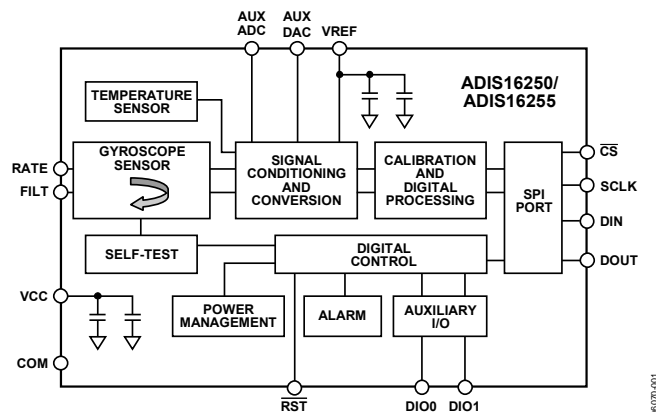 AUX
ADC
AUX
DAC
VREF
ADIS16250/
ADIS16255
TEMPERATURE
SENSOR
RATE
FILT
GYROSCOPE
SENSOR
SIGNAL
CONDITIONING
AND
CONVERSION
CALIBRATION
AND
DIGITAL
PROCESSING
SPI
PORT
CS
SCLK
DIN
DOUT
SELF-TEST
DIGITAL
CONTROL
VCC
POWER
MANAGEMENT
ALARM
AUXILIARY
I/O
COM
RST
DIO0
DIO1